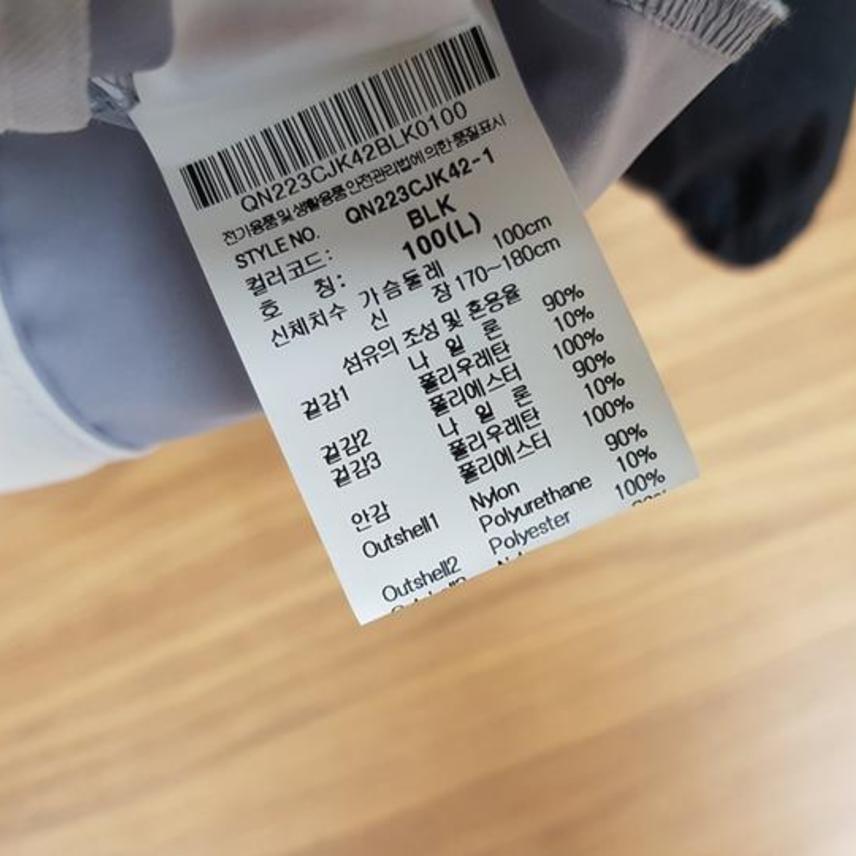 QN223CJK42BLK0100
전기용품 및 생활용품 안전관리법에 의한 품질표시
STYLE NO. QN223CJK42-1
컬러코드: BLK
호 칭: 100(L)
신체치수 가슴둘레 100cm
신 장 170~180cm
섬유의 조성 및 혼용율
겉감1 나 일 론 90%
폴리우레탄 10%
겉감2 폴리에스터 100%
겉감3 나 일 론 90%
폴리우레탄 10%
안감 폴리에스터 100%
Outshell1 Nylon 90%
Polyurethane 10%
Outshell2 Polyester 100%